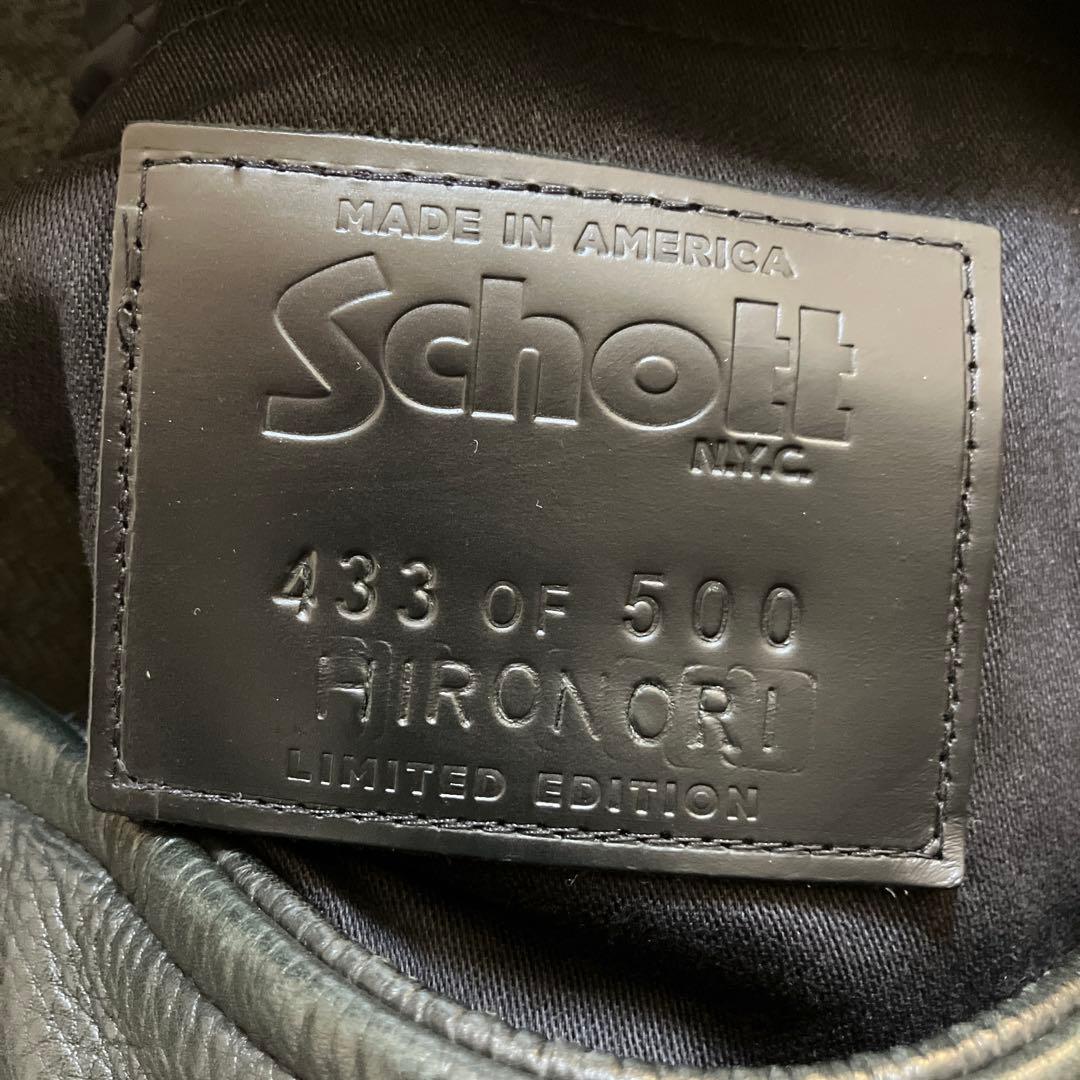 MADE IN AMERICA
Schott
N.Y.C.
433 OF 500
HIRONORI
LIMITED EDITION